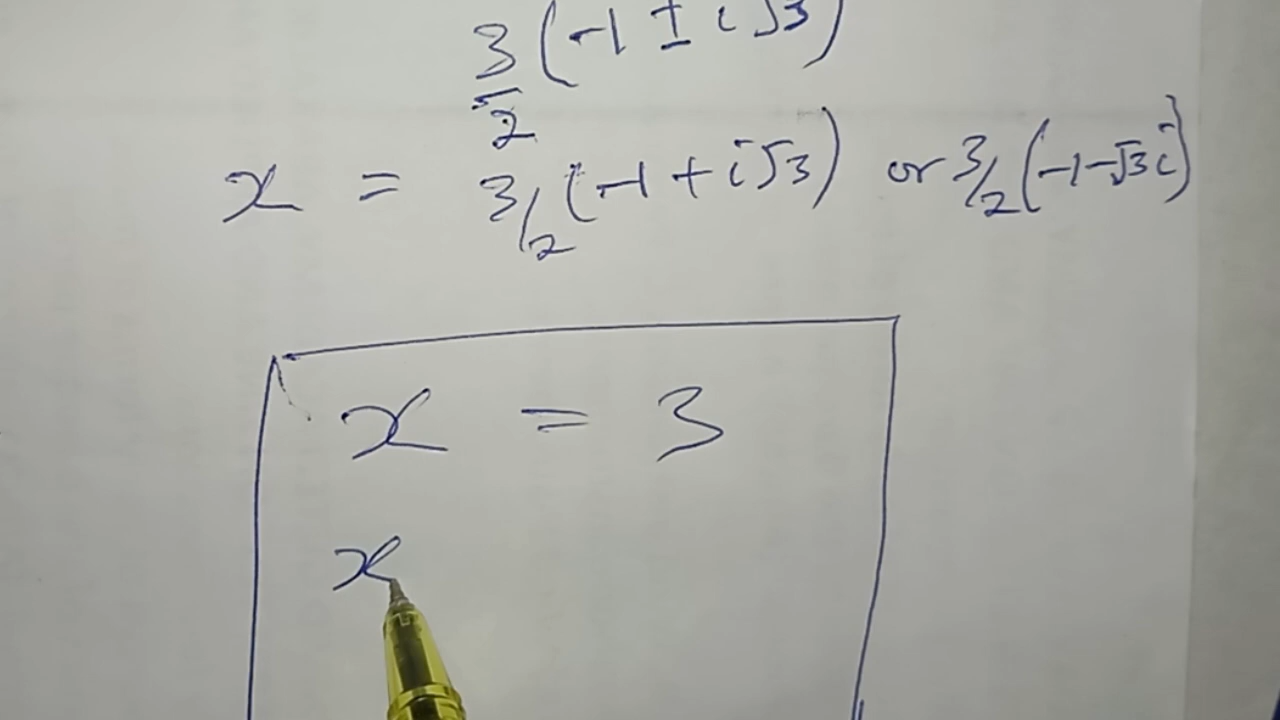 3/2 (-1 ± i√3)
x = 3/2 (-1 + i√3) or 3/2 (-1-√3i)
x = 3
x